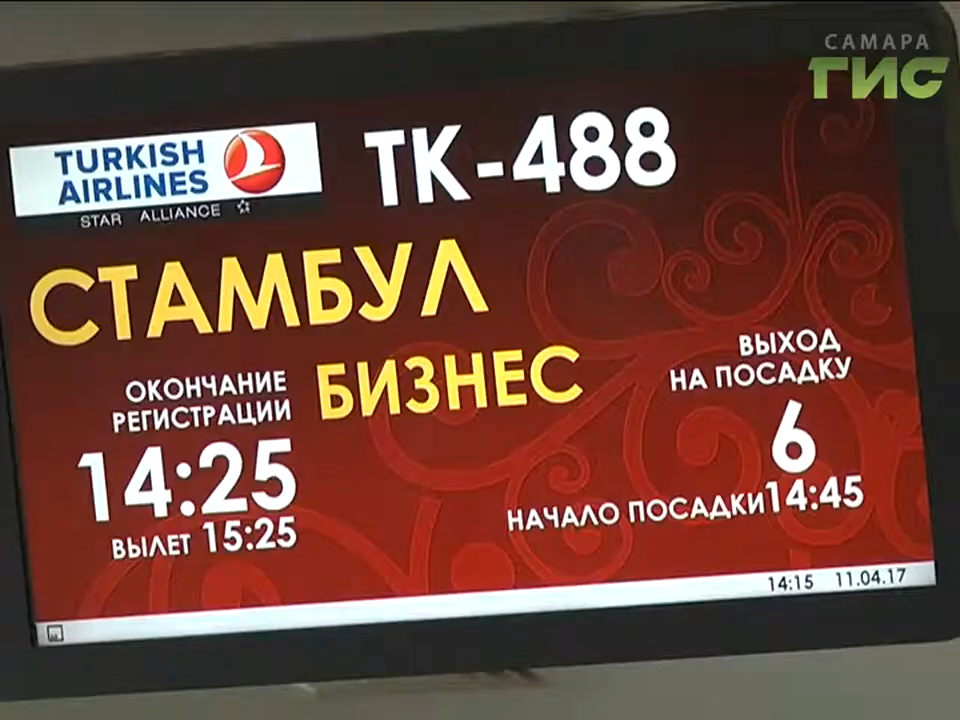 САМАРА
ГИС
TURKISH
AIRLINES
STAR ALLIANCE
TK-488
СТАМБУЛ
БИЗНЕС
ОКОНЧАНИЕ
РЕГИСТРАЦИИ
14:25
ВЫЛЕТ 15:25
ВЫХОД
НА ПОСАДКУ
6
НАЧАЛО ПОСАДКИ 14:45
14:15 11.04.17